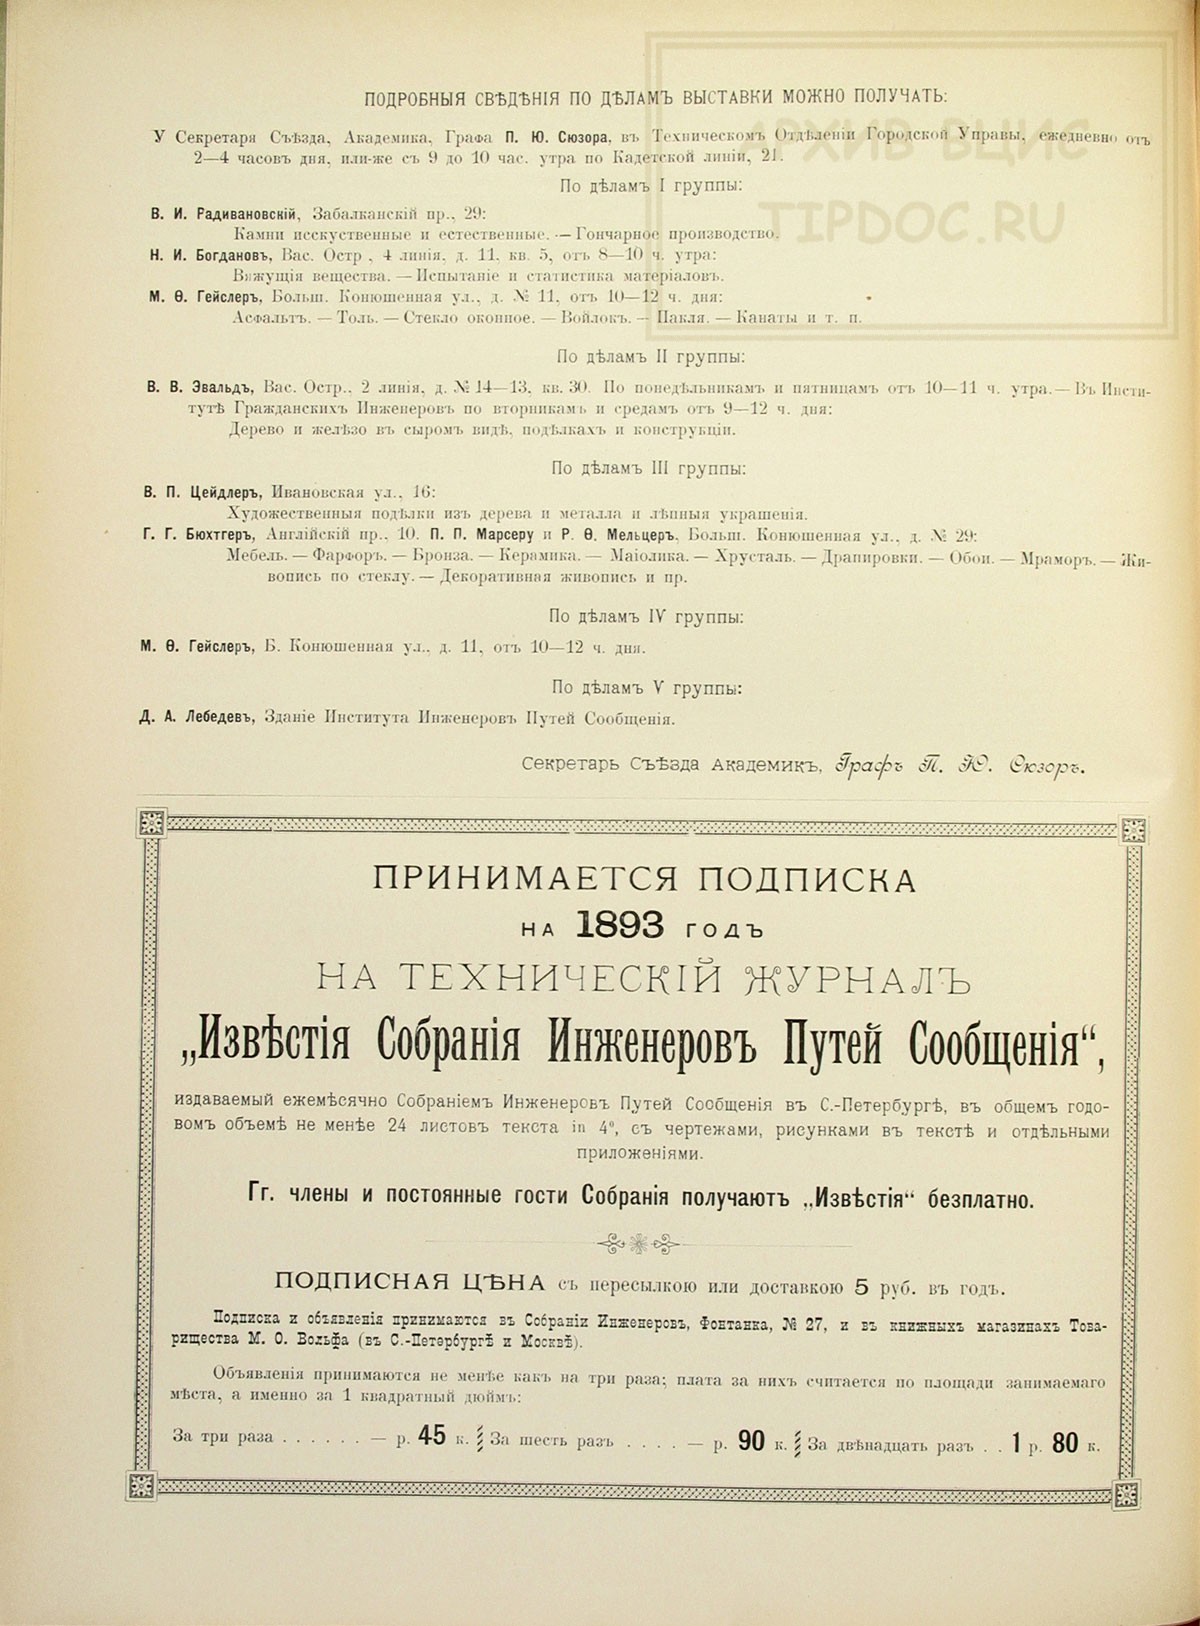 АРХИВ ВЦИС
TIPDOC.RU
ПОДРОБНЫЯ СВѢДѢНІЯ ПО ДѢЛАМЪ ВЫСТАВКИ МОЖНО ПОЛУЧАТЬ:
У Секретаря Съѣзда, Академика, Графа П. Ю. Сюзора, въ Техническомъ Отдѣленіи Городской Управы, ежедневно отъ
2—4 часовъ дня, или-же съ 9 до 10 час. утра по Кадетской линіи, 21.
По дѣламъ I группы:
В. И. Радивановскій, Забалканскій пр., 29:
Камни исскуственные и естественные. — Гончарное производство.
Н. И. Богдановъ, Вас. Остр., 4 линія, д. 11, кв. 5, отъ 8—10 ч. утра:
Вяжущія вещества. — Испытаніе и статистика матеріаловъ.
М. Ѳ. Гейслеръ, Больш. Конюшенная ул., д. № 11, отъ 10—12 ч. дня:
Асфальтъ. — Толь. — Стекло оконное. — Войлокъ. — Пакля. — Канаты и т. п.
По дѣламъ II группы:
В. В. Эвальдъ, Вас. Остр., 2 линія, д. № 14—13, кв. 30. По понедѣльникамъ и пятницамъ отъ 10—11 ч. утра. — Въ Инсти-
тутѣ Гражданскихъ Инженеровъ по вторникамъ и средамъ отъ 9—12 ч. дня:
Дерево и желѣзо въ сыромъ видѣ, подѣлкахъ и конструкціи.
По дѣламъ III группы:
В. П. Цейдлеръ, Ивановская ул., 16:
Художественныя подѣлки изъ дерева и металла и лѣпныя украшенія.
Г. Г. Бюхтгеръ, Англійскій пр., 10. П. П. Марсеру и Р. Ѳ. Мельцеръ, Больш. Конюшенная ул., д. № 29:
Мебель. — Фарфоръ. — Бронза. — Керамика. — Маіолика. — Хрусталь. — Драпировки. — Обои. — Мраморъ. — Жи-
вопись по стеклу. — Декоративная живопись и пр.
По дѣламъ IV группы:
М. Ѳ. Гейслеръ, Б. Конюшенная ул., д. 11, отъ 10—12 ч. дня.
По дѣламъ V группы:
Д. А. Лебедевъ, Зданіе Института Инженеровъ Путей Сообщенія.
Секретарь Съѣзда Академикъ, Графъ П. Ю. Сюзоръ.
ПРИНИМАЕТСЯ ПОДПИСКА
НА 1893 ГОДЪ
НА ТЕХНИЧЕСКІЙ ЖУРНАЛЪ
„Извѣстія Собранія Инженеровъ Путей Сообщенія“,
издаваемый ежемѣсячно Собраніемъ Инженеровъ Путей Сообщенія въ С.-Петербургѣ, въ общемъ годо-
вомъ объемѣ не менѣе 24 листовъ текста in 4°, съ чертежами, рисунками въ текстѣ и отдѣльными
приложеніями.
Гг. члены и постоянные гости Собранія получаютъ „Извѣстія“ безплатно.
ПОДПИСНАЯ ЦѢНА съ пересылкою или доставкою 5 руб. въ годъ.
Подписка и объявленія принимаются въ Собраніи Инженеровъ, Фонтанка, № 27, и въ книжныхъ магазинахъ Това-
рищества М. О. Вольфа (въ С.-Петербургѣ и Москвѣ).
Объявленія принимаются не менѣе какъ на три раза; плата за нихъ считается по площади занимаемаго
мѣста, а именно за 1 квадратный дюймъ:
За три раза . . . . . . — р. 45 к. За шесть разъ . . . . — р. 90 к. За двѣнадцать разъ . . 1 р. 80 к.